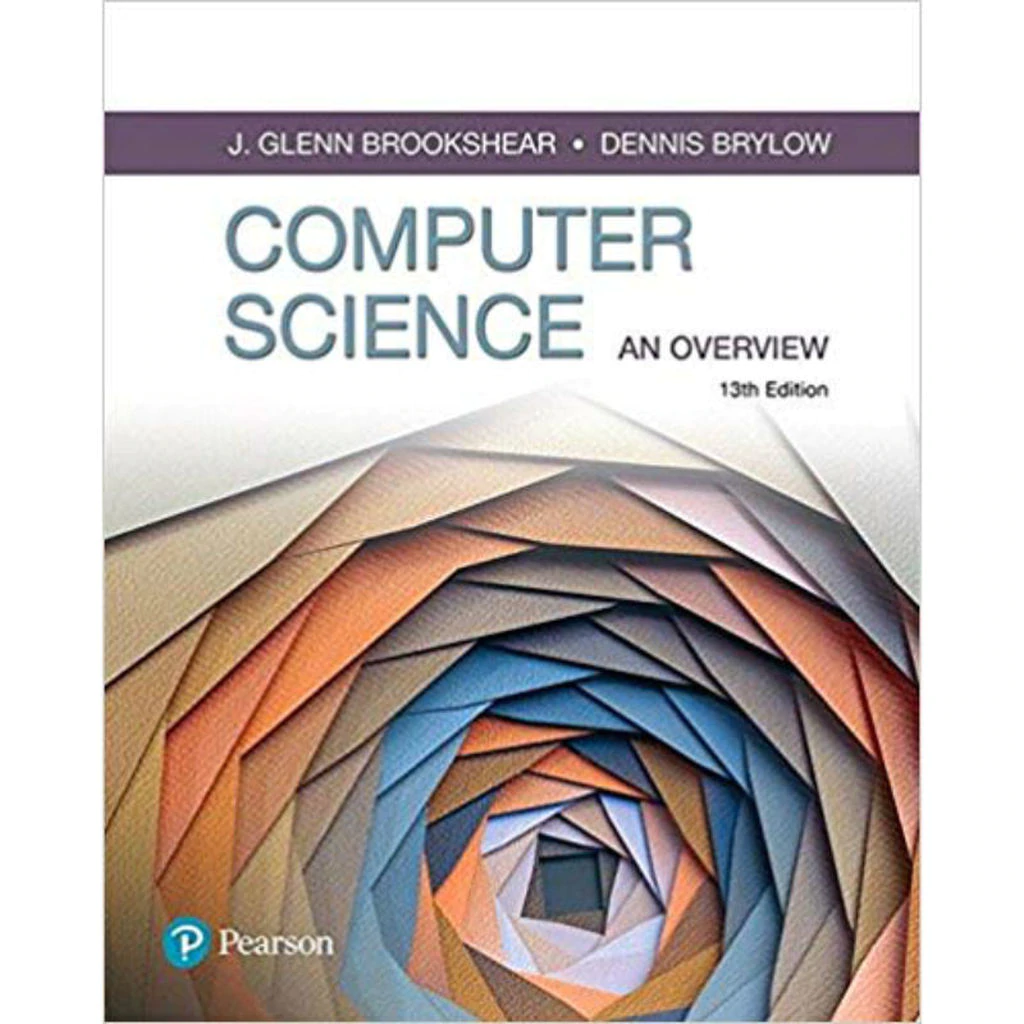 J. GLENN BROOKSHEAR • DENNIS BRYLOW
COMPUTER
SCIENCE AN OVERVIEW
13th Edition
Pearson